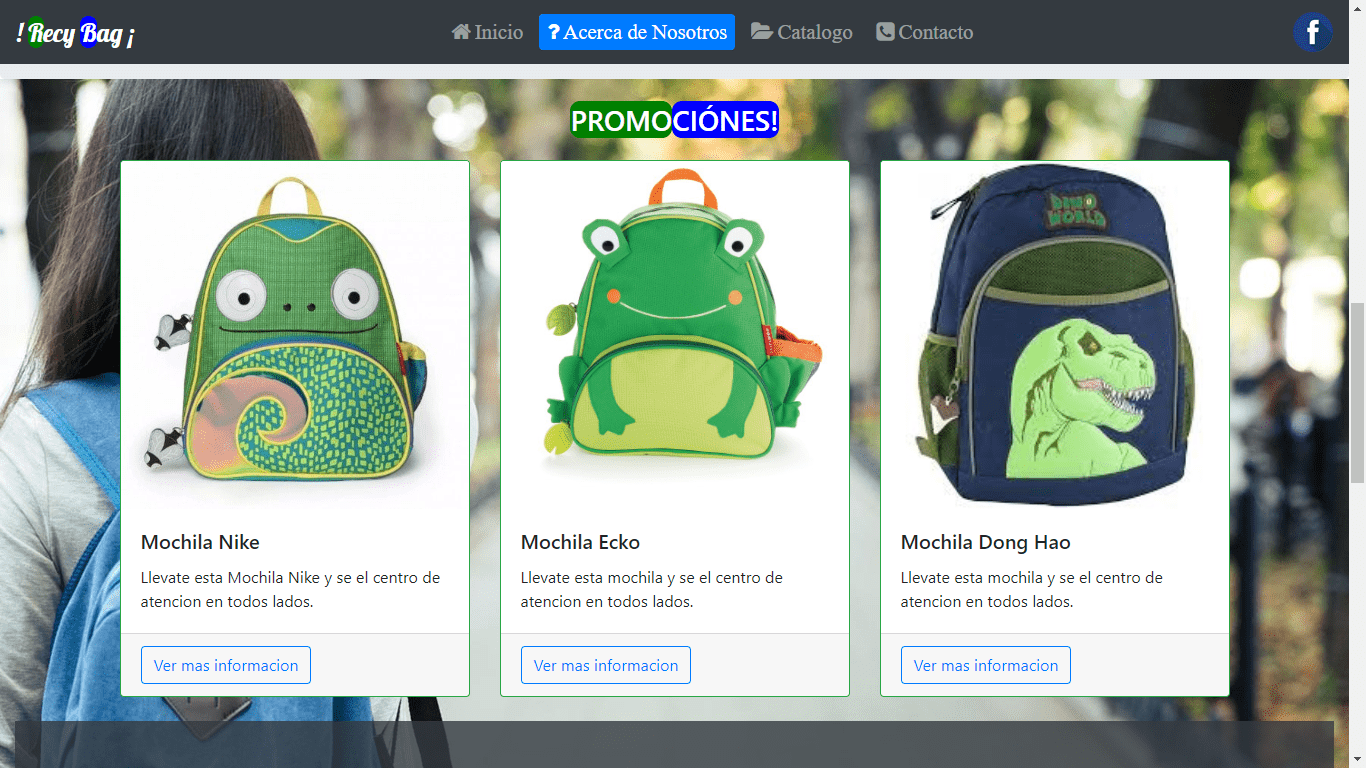 ! Recy Bag ¡
Inicio
? Acerca de Nosotros
Catalogo
Contacto
f
PROMOCIÓNES!
DINO
WORLD
Mochila Nike
Llevate esta Mochila Nike y se el centro de
atencion en todos lados.
Ver mas informacion
Mochila Ecko
Llevate esta mochila y se el centro de
atencion en todos lados.
Ver mas informacion
Mochila Dong Hao
Llevate esta mochila y se el centro de
atencion en todos lados.
Ver mas informacion